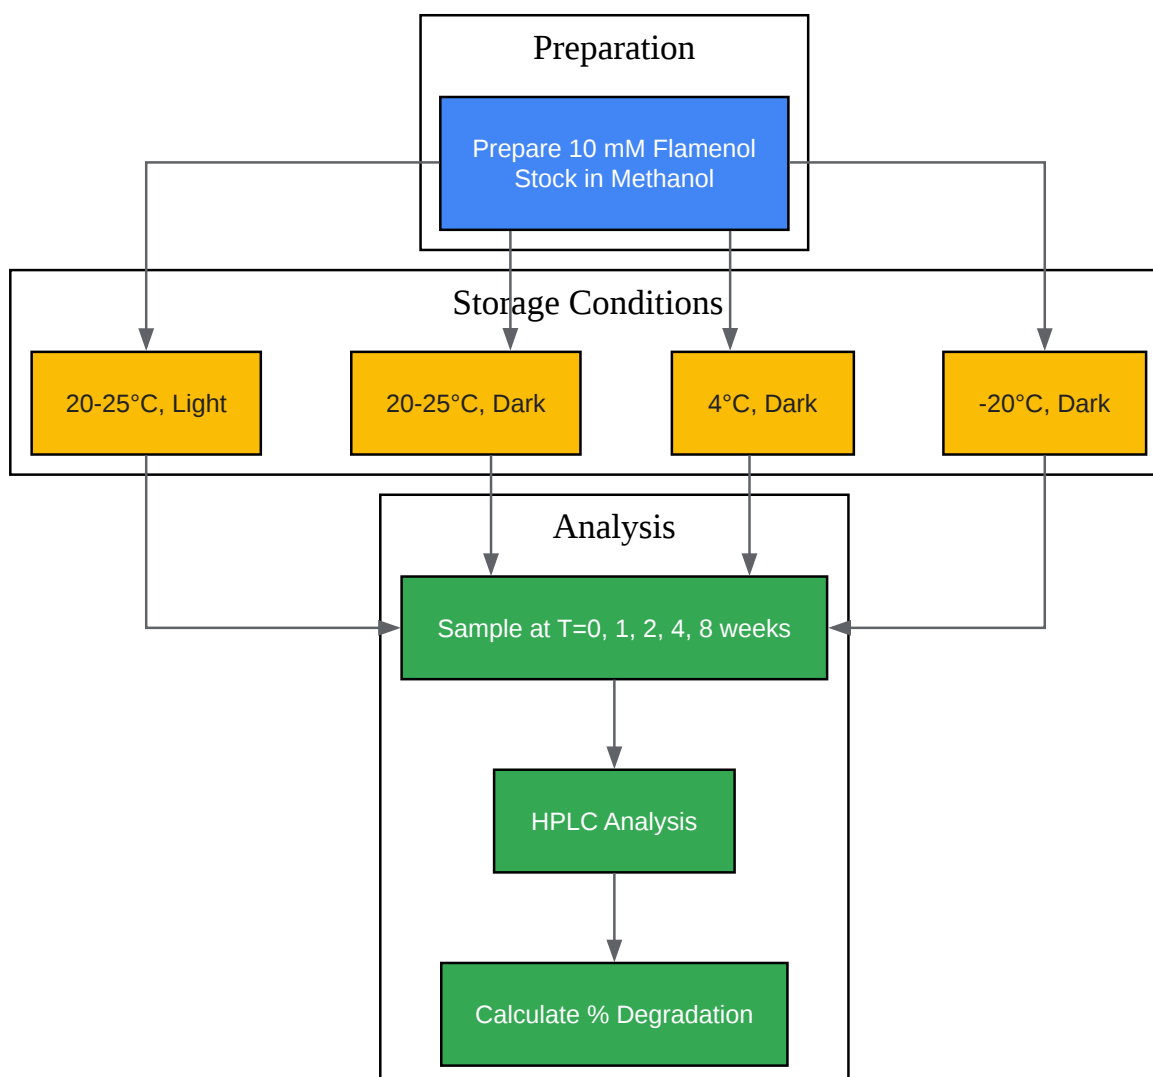 Preparation
Prepare 10 mM Flamenol
Stock in Methanol
Storage Conditions
20-25°C, Light
20-25°C, Dark
4°C, Dark
-20°C, Dark
Analysis
Sample at T=0, 1, 2, 4, 8 weeks
HPLC Analysis
Calculate % Degradation